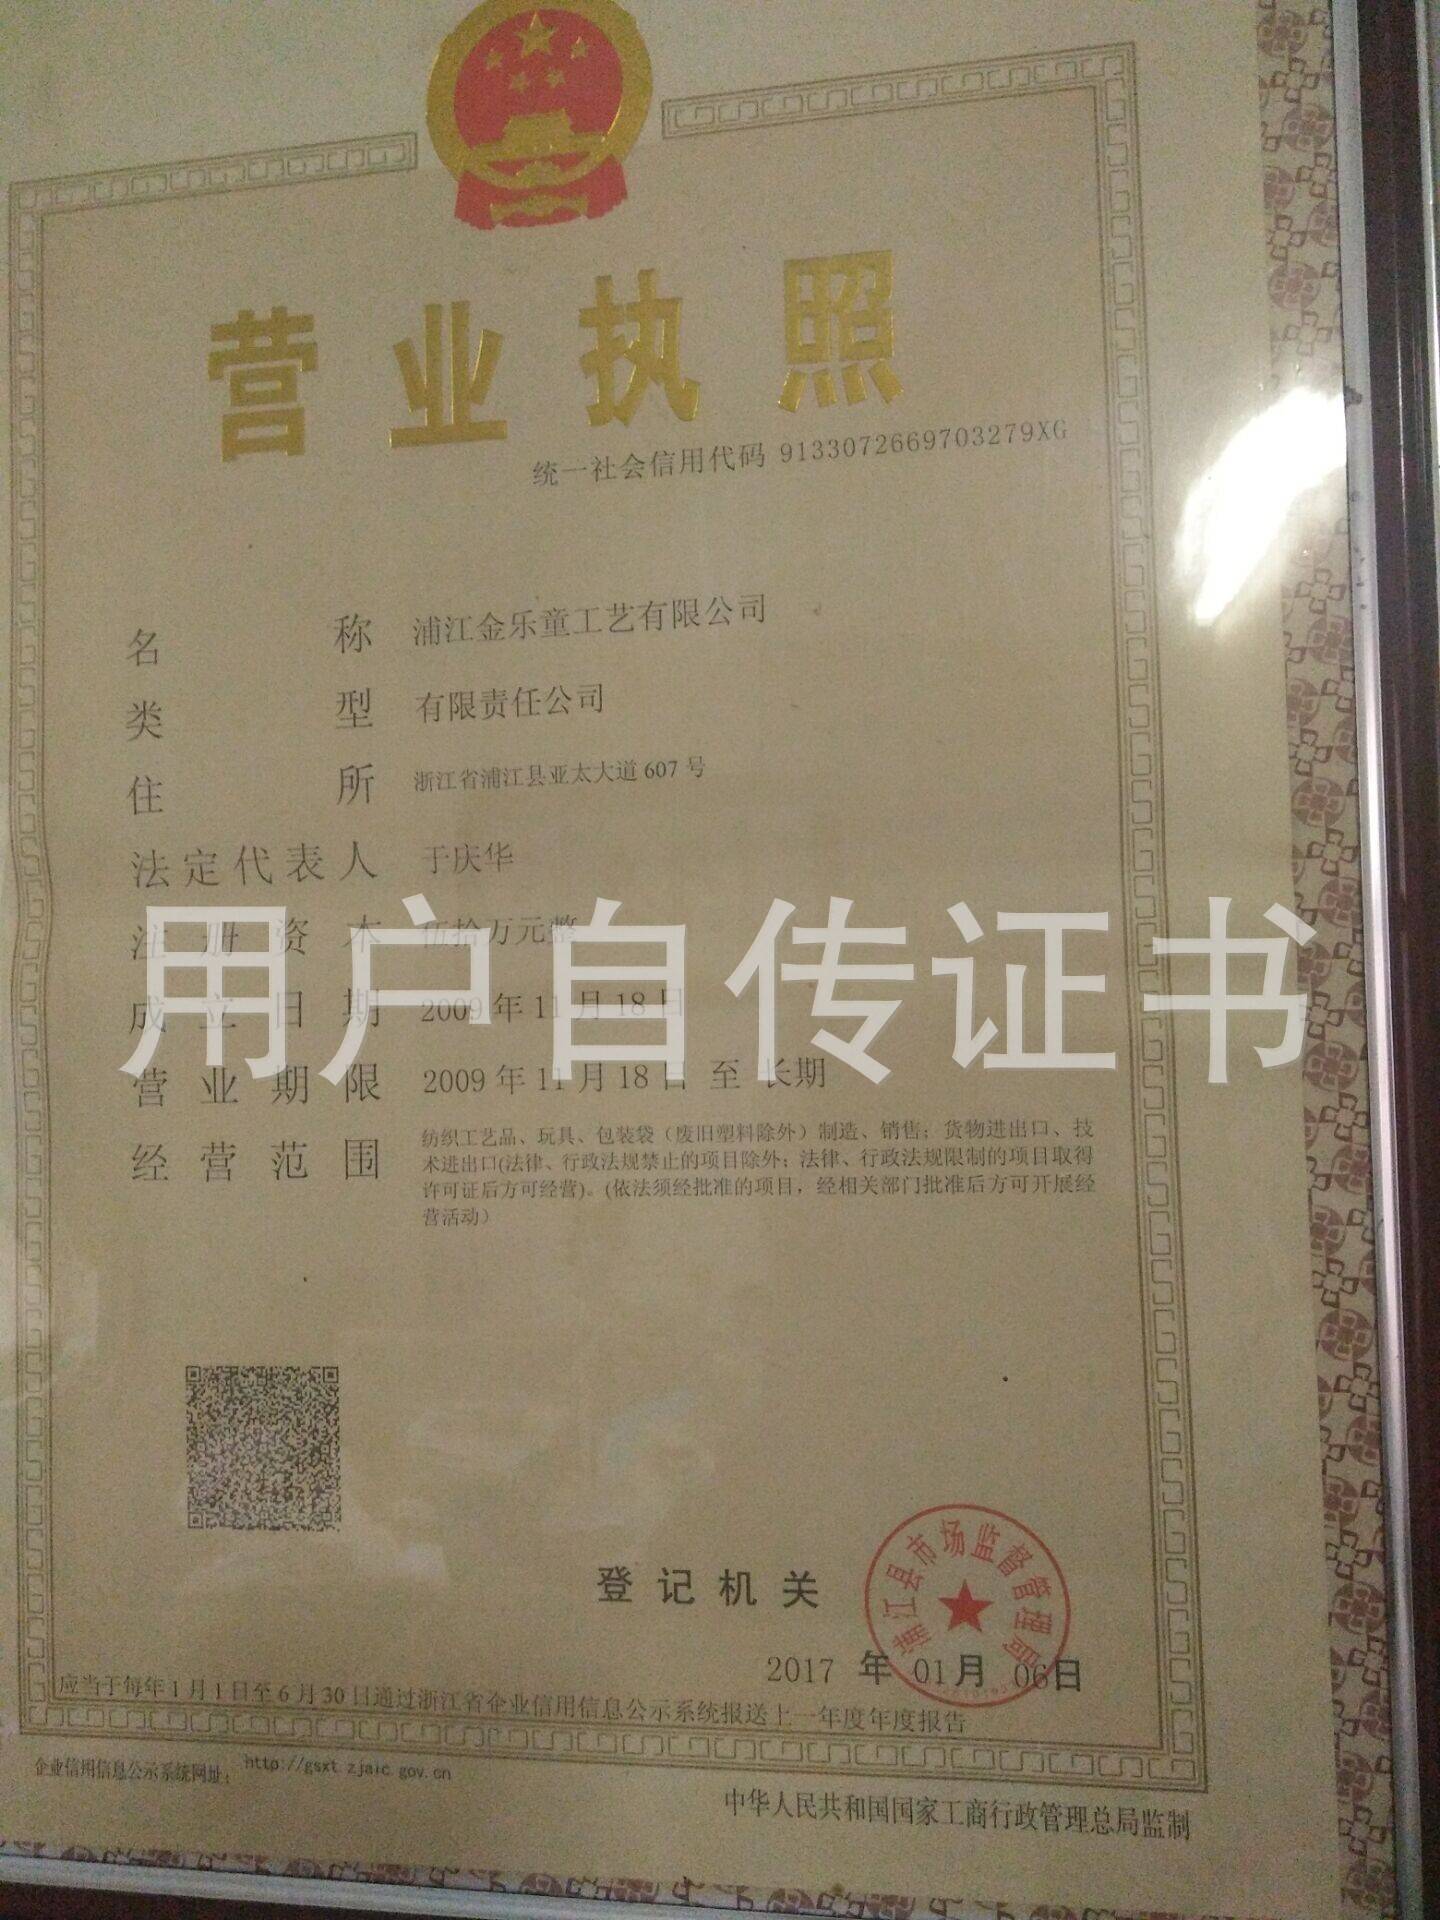 营业执照
统一社会信用代码 9133072669703279XG
名称 浦江金乐童工艺有限公司
类型 有限责任公司
住所 浙江省浦江县亚太大道607号
法定代表人 于庆华
注册资本 伍拾万元整
用户自传证书
成立日期 2009年11月18日
营业期限 2009年11月18日 至 长期
经营范围 纺织工艺品、玩具、包装袋（废旧塑料除外）制造、销售；货物进出口、技
术进出口(法律、行政法规禁止的项目除外；法律、行政法规限制的项目取得
许可证后方可经营)。(依法须经批准的项目，经相关部门批准后方可开展经
营活动）
登记机关
浦江县市场监督管理局
2017 年 01月 06日
应当于每年1月1日至6月30日通过浙江省企业信用信息公示系统报送上一年度年度报告
企业信用信息公示系统网址： http://gsxt.zjaic.gov.cn
中华人民共和国国家工商行政管理总局监制